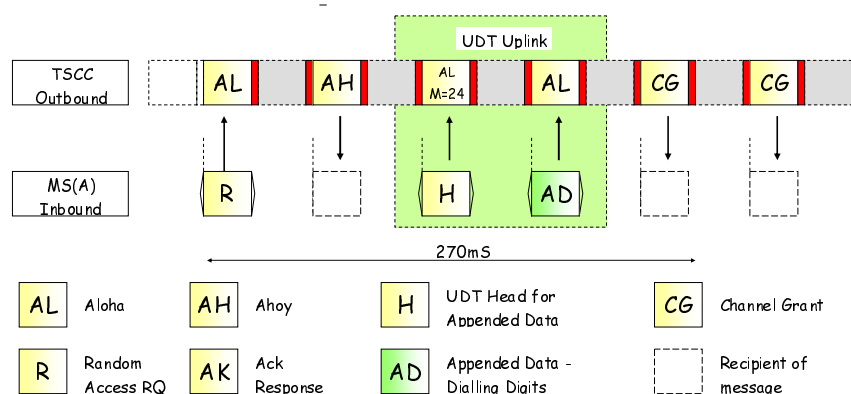 UDT Uplink
TSCC
Outbound
AL
AH
AL
M=24
AL
CG
CG
MS(A)
Inbound
R
H
AD
270mS
AL
Aloha
AH
Ahoy
H
UDT Head for
Appended Data
CG
Channel Grant
R
Random
Access RQ
AK
Ack
Response
AD
Appended Data -
Dialling Digits
Recipient of
message